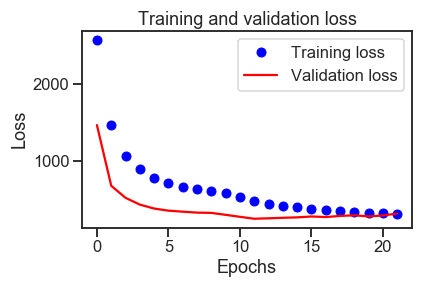 Training and validation loss
Training loss
Validation loss
2000
1000
Loss
0 5 10 15 20
Epochs